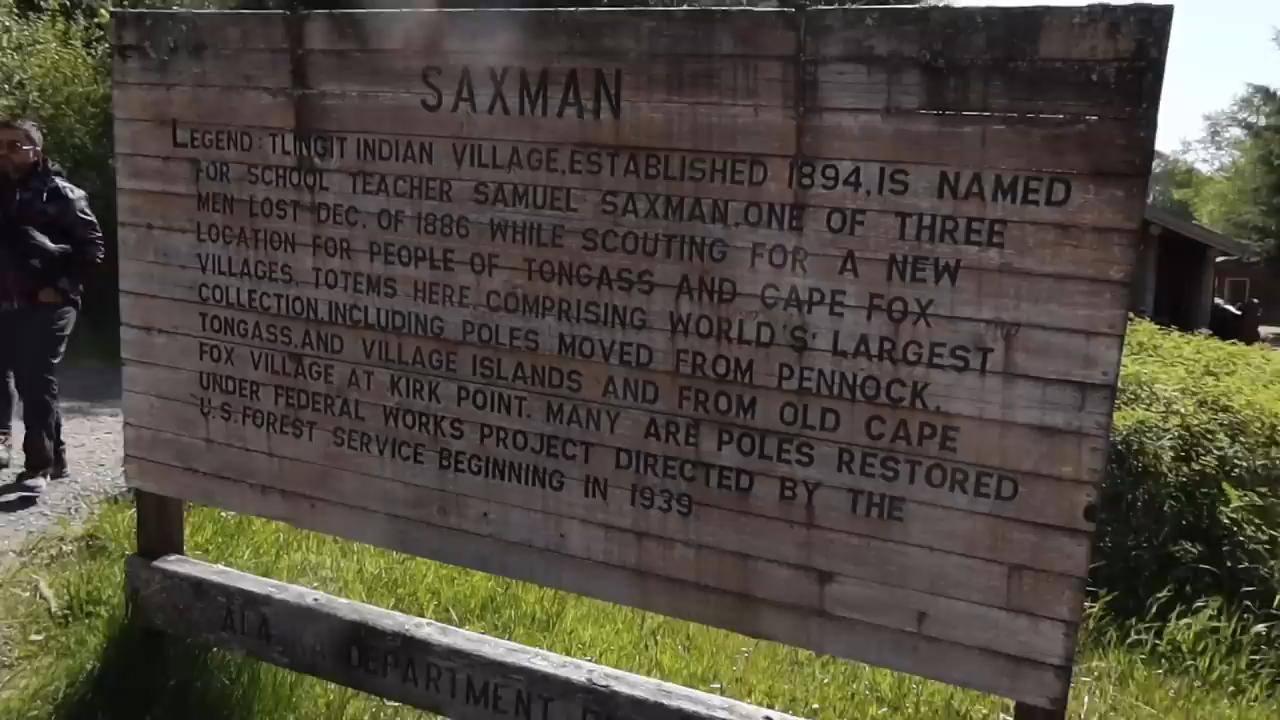 SAXMAN
LEGEND: TLINGIT INDIAN VILLAGE, ESTABLISHED 1894, IS NAMED
FOR SCHOOL TEACHER SAMUEL SAXMAN, ONE OF THREE
MEN LOST DEC. OF 1886 WHILE SCOUTING FOR A NEW
LOCATION FOR PEOPLE OF TONGASS AND CAPE FOX
VILLAGES. TOTEMS HERE, COMPRISING WORLD'S LARGEST
COLLECTION, INCLUDING POLES MOVED FROM PENNOCK,
TONGASS, AND VILLAGE ISLANDS AND FROM OLD CAPE
FOX VILLAGE AT KIRK POINT. MANY ARE POLES RESTORED
UNDER FEDERAL WORKS PROJECT DIRECTED BY THE
U.S. FOREST SERVICE BEGINNING IN 1939
DEPARTMENT